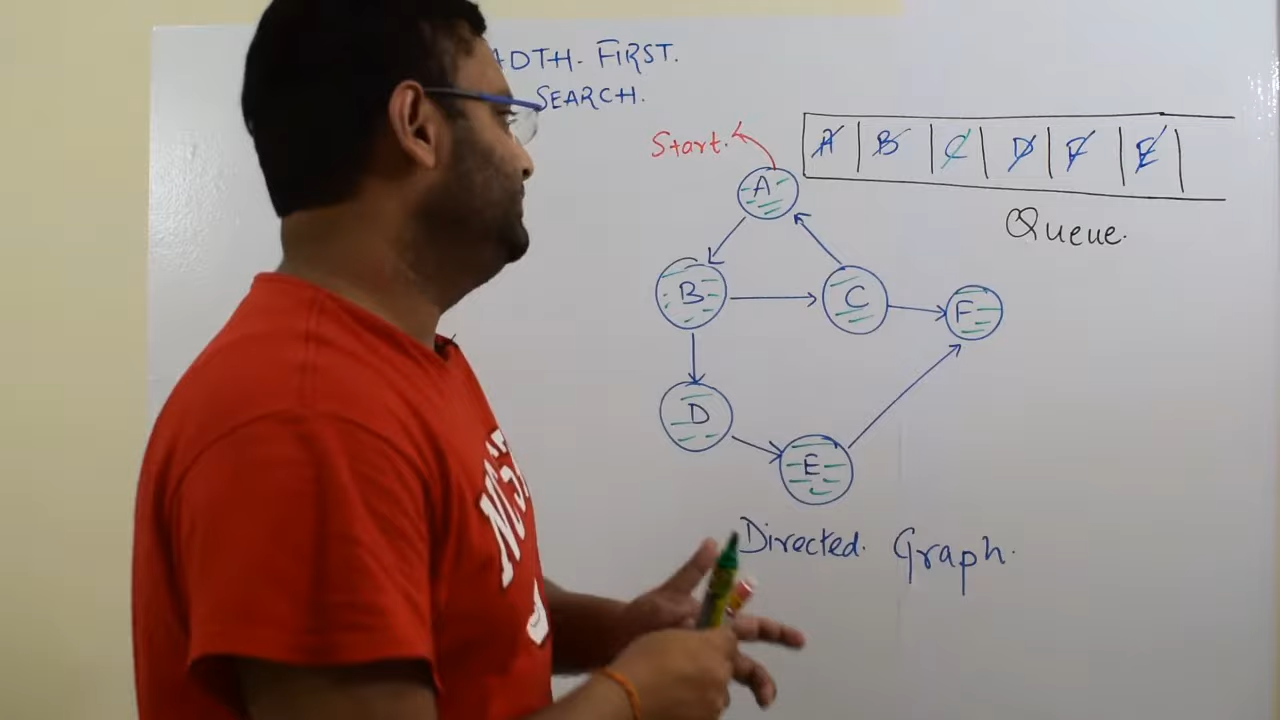 ADTH. FIRST.
SEARCH.
Start.
A B C D F E
Queue.
A
B C F
D
E
Directed. Graph.